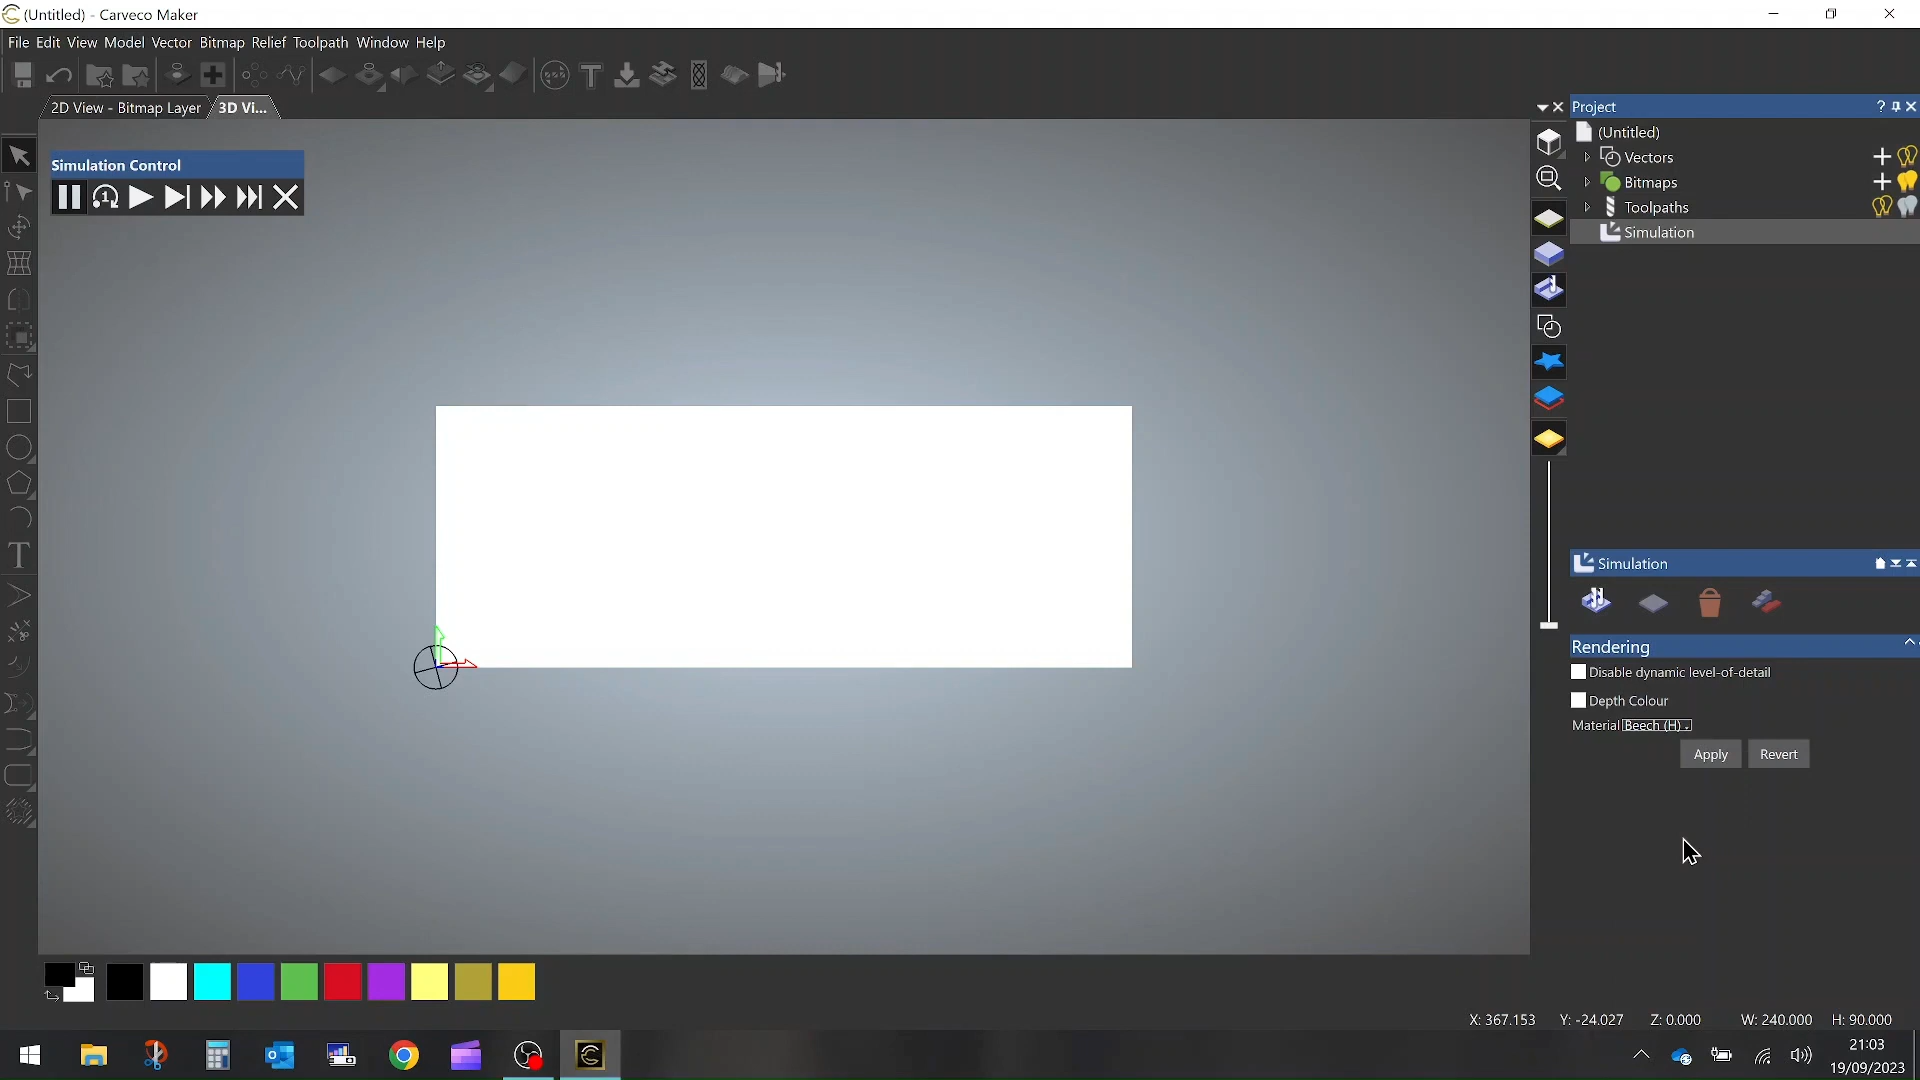 (Untitled) - Carveco Maker
File Edit View Model Vector Bitmap Relief Toolpath Window Help
2D View - Bitmap Layer 3D Vi...
Project
Simulation Control
(Untitled)
Vectors
Bitmaps
Toolpaths
Simulation
Simulation
Rendering
Disable dynamic level-of-detail
Depth Colour
Material Beech (H)
Apply Revert
X: 367.153 Y: -24.027 Z: 0.000 W: 240.000 H: 90.000
21:03
19/09/2023